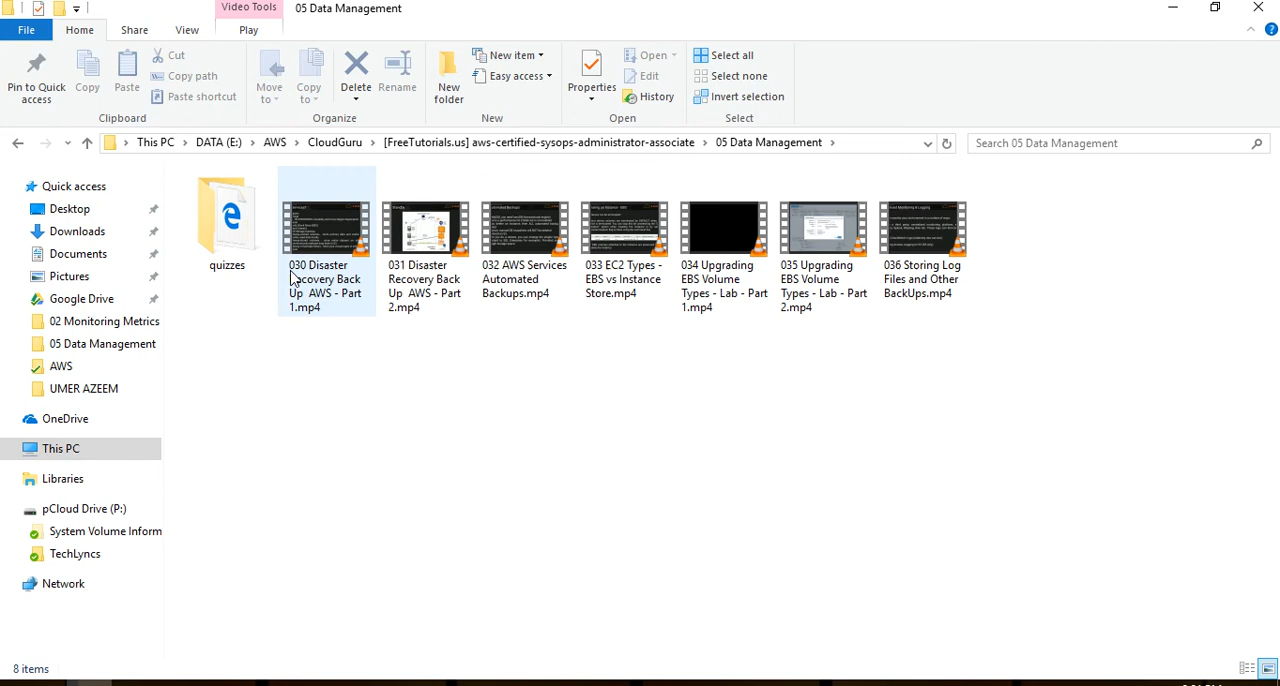 Video Tools
05 Data Management
File
Home
Share
View
Play
Pin to Quick
access
Copy
Paste
Cut
Copy path
Paste shortcut
Clipboard
Move
to
Copy
to
Delete
Rename
Organize
New
folder
New item
Easy access
New
Properties
Open
Edit
History
Open
Select all
Select none
Invert selection
Select
This PC
DATA (E:)
AWS
CloudGuru
[FreeTutorials.us] aws-certified-sysops-administrator-associate
05 Data Management
Search 05 Data Management
Quick access
Desktop
Downloads
Documents
Pictures
Google Drive
02 Monitoring Metrics
05 Data Management
AWS
UMER AZEEM
OneDrive
This PC
Libraries
pCloud Drive (P:)
System Volume Inform
TechLyncs
Network
quizzes
030 Disaster
Recovery Back
Up AWS - Part
1.mp4
031 Disaster
Recovery Back
Up AWS - Part
2.mp4
032 AWS Services
Automated
Backups.mp4
033 EC2 Types -
EBS vs Instance
Store.mp4
034 Upgrading
EBS Volume
Types - Lab - Part
1.mp4
035 Upgrading
EBS Volume
Types - Lab - Part
2.mp4
036 Storing Log
Files and Other
BackUps.mp4
8 items